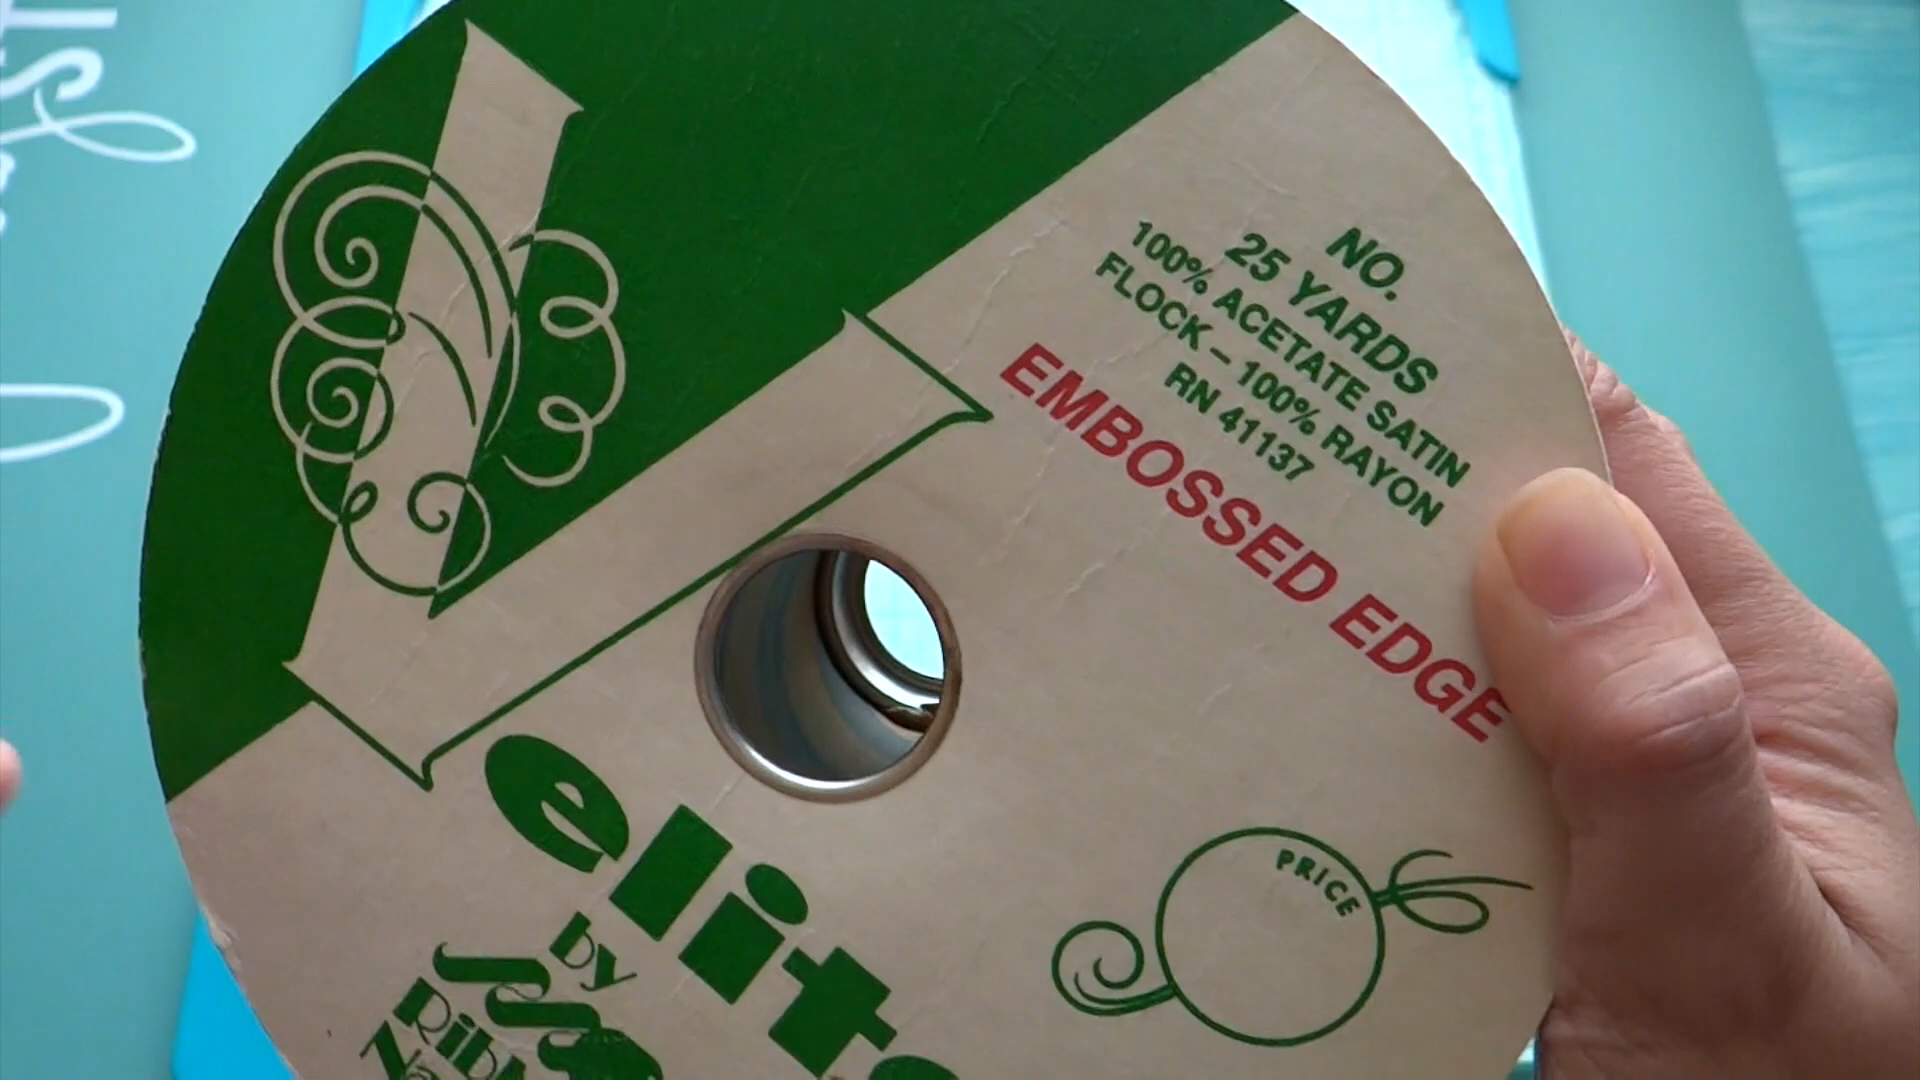 NO.
25 YARDS
100% ACETATE SATIN
FLOCK – 100% RAYON
RN 41137
EMBOSSED EDGE
V
elite
by
PRICE